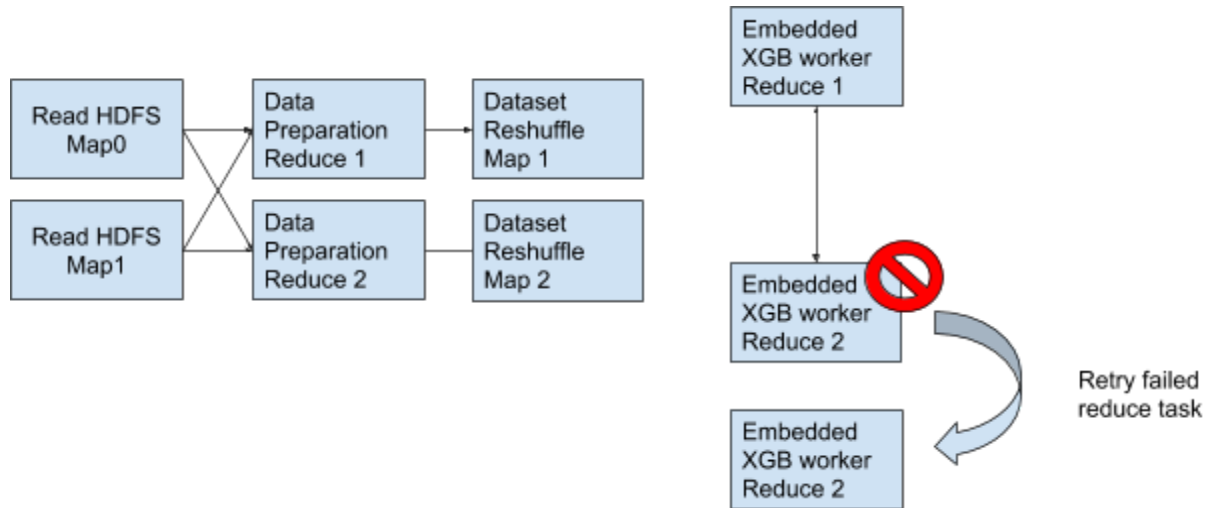 Read HDFS
Map0
Data
Preparation
Reduce 1
Dataset
Reshuffle
Map 1
Read HDFS
Map1
Data
Preparation
Reduce 2
Dataset
Reshuffle
Map 2
Embedded
XGB worker
Reduce 1
Embedded
XGB worker
Reduce 2
Retry failed
reduce task
Embedded
XGB worker
Reduce 2